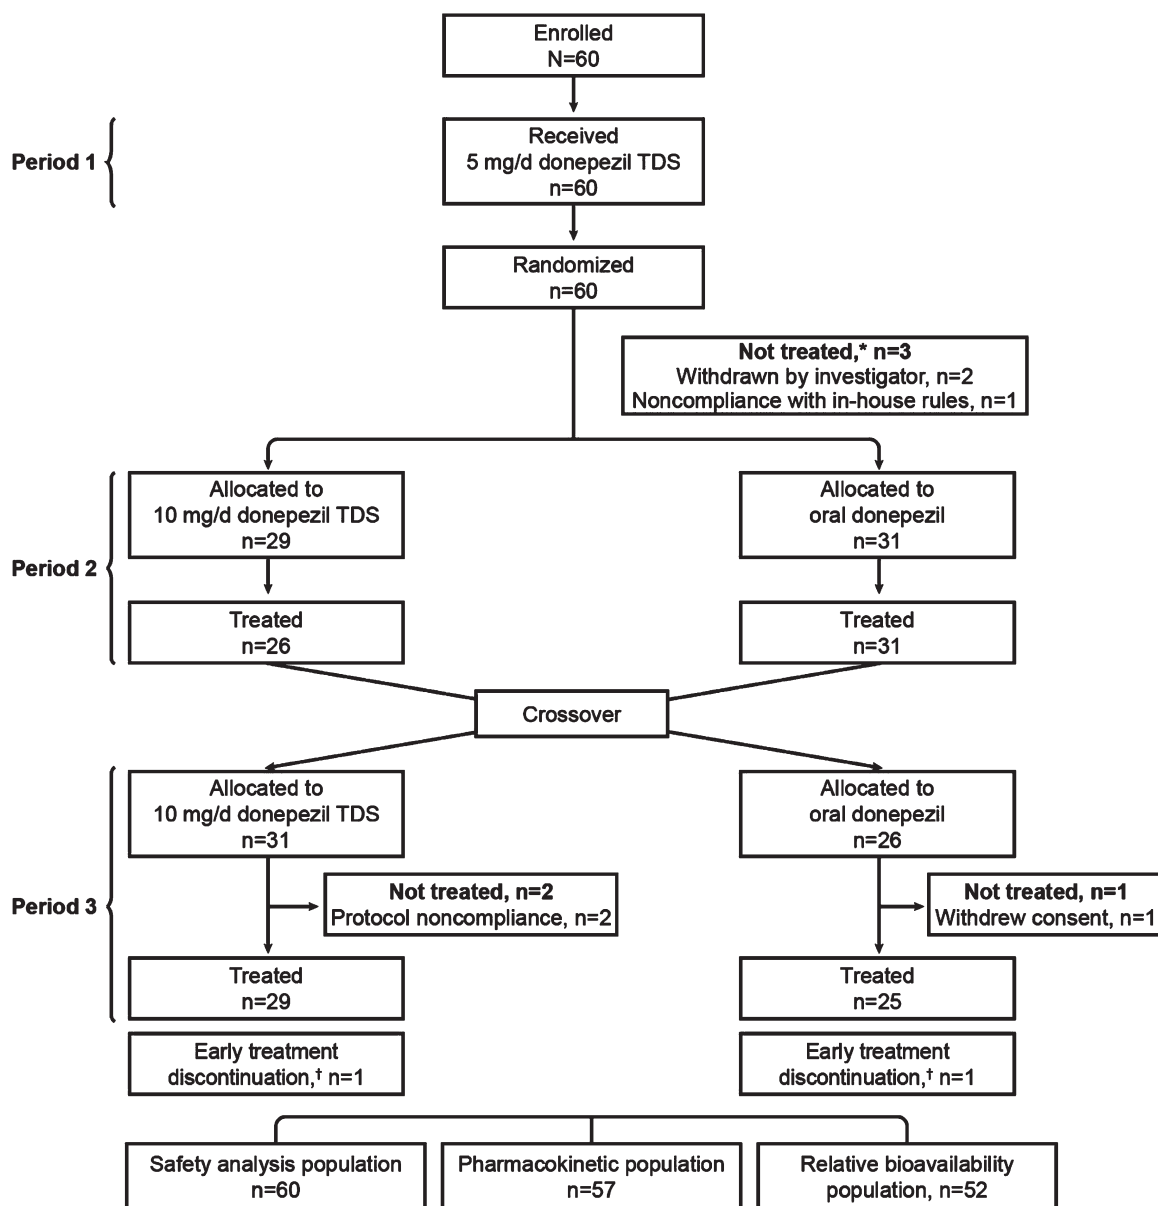 Enrolled
N=60
Period 1
Received
5 mg/d donepezil TDS
n=60
Randomized
n=60
Not treated,* n=3
Withdrawn by investigator, n=2
Noncompliance with in-house rules, n=1
Period 2
Allocated to
10 mg/d donepezil TDS
n=29
Allocated to
oral donepezil
n=31
Treated
n=26
Treated
n=31
Crossover
Period 3
Allocated to
10 mg/d donepezil TDS
n=31
Allocated to
oral donepezil
n=26
Not treated, n=2
Protocol noncompliance, n=2
Not treated, n=1
Withdrew consent, n=1
Treated
n=29
Treated
n=25
Early treatment
discontinuation,† n=1
Early treatment
discontinuation,† n=1
Safety analysis population
n=60
Pharmacokinetic population
n=57
Relative bioavailability
population, n=52